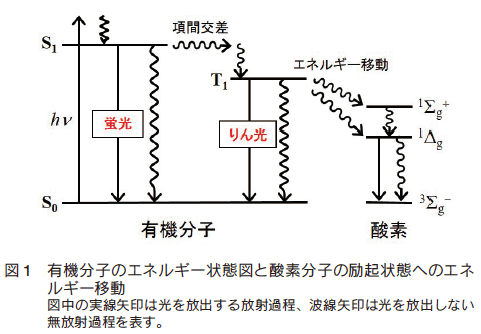 項間交差
S1
エネルギー移動
T1
¹Σg⁺
hν
蛍光
りん光
¹Δg
S0
³Σg⁻
有機分子
酸素
図1 有機分子のエネルギー状態図と酸素分子の励起状態へのエネ
ルギー移動
図中の実線矢印は光を放出する放射過程、波線矢印は光を放出しない
無放射過程を表す。